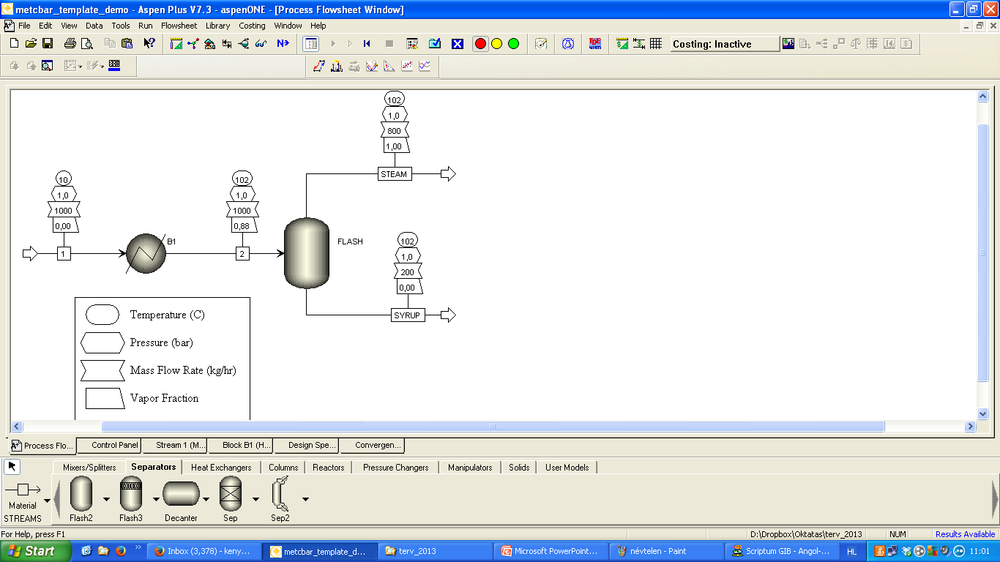 metcbar_template_demo - Aspen Plus V7.3 - aspenONE - [Process Flowsheet Window]
File Edit View Data Tools Run Flowsheet Library Costing Window Help
N>
Costing: Inactive
102
1,0
800
1,00
STEAM
10
1,0
1000
0,00
1
B1
102
1,0
1000
0,88
2
FLASH
102
1,0
200
0,00
SYRUP
Temperature (C)
Pressure (bar)
Mass Flow Rate (kg/hr)
Vapor Fraction
Process Flo... Control Panel Stream 1 (M... Block B1 (H... Design Spe... Convergen...
Mixers/Splitters Separators Heat Exchangers Columns Reactors Pressure Changers Manipulators Solids User Models
Material
STREAMS
Flash2 Flash3 Decanter Sep Sep2
For Help, press F1
D:\Dropbox\Oktatas\terv_2013 NUM Results Available
Start Inbox (3,378) - keny... metcbar_template_d... terv_2013 Microsoft PowerPoint... névtelen - Paint Scriptum GIB - Angol-... HL 11:01